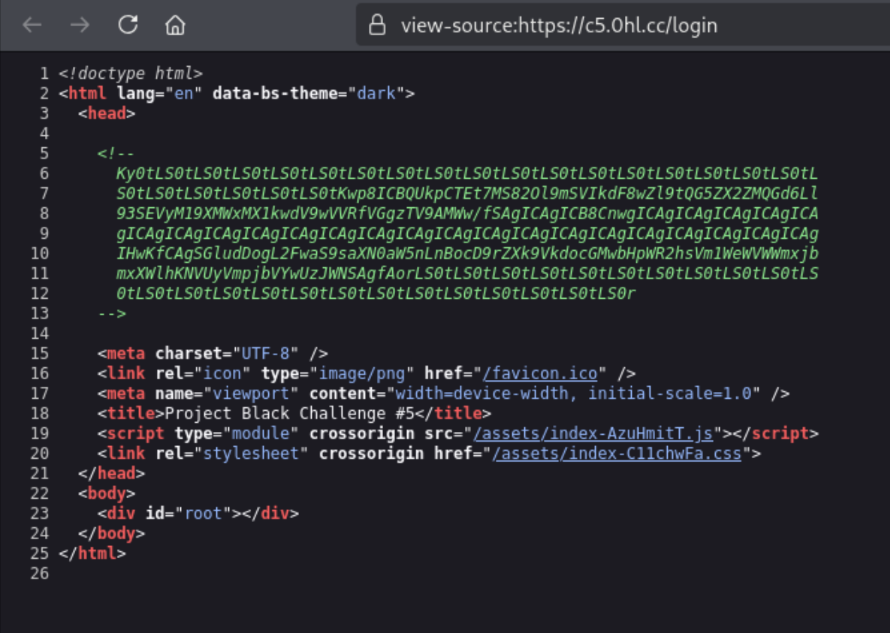 view-source:https://c5.0hl.cc/login
1 <!doctype html>
2 <html lang="en" data-bs-theme="dark">
3 <head>
4
5 <!--
6 Ky0tLS0tLS0tLS0tLS0tLS0tLS0tLS0tLS0tLS0tLS0tLS0tLS0tLS0tLS0tLS0tLS0tLS0tL
7 S0tLS0tLS0tLS0tLS0tLS0tKwp8ICBQUkpCTEt7MS82Ol9mSVIkdF8wZl9tQG5ZX2ZMQGd6Ll
8 93SEVyM19XMWxMX1kwdV9wVVRfVGgzTV9AMWw/fSAgICAgICB8CnwgICAgICAgICAgICAgICA
9 gICAgICAgICAgICAgICAgICAgICAgICAgICAgICAgICAgICAgICAgICAgICAgICAgICAgICAg
10 IHwKfCAgSGludDogL2FwaS9saXN0aW5nLnBocD9rZXk9VkdocGMwbHpWR2hsVm1WeWVWWmxjb
11 mxXWlhKNVUyVmpjbVYwUzJWNSAgfAorLS0tLS0tLS0tLS0tLS0tLS0tLS0tLS0tLS0tLS0tLS
12 0tLS0tLS0tLS0tLS0tLS0tLS0tLS0tLS0tLS0tLS0tLS0tLS0r
13 -->
14
15 <meta charset="UTF-8" />
16 <link rel="icon" type="image/png" href="/favicon.ico" />
17 <meta name="viewport" content="width=device-width, initial-scale=1.0" />
18 <title>Project Black Challenge #5</title>
19 <script type="module" crossorigin src="/assets/index-AzuHmitT.js"></script>
20 <link rel="stylesheet" crossorigin href="/assets/index-C11chwFa.css">
21 </head>
22 <body>
23 <div id="root"></div>
24 </body>
25 </html>
26